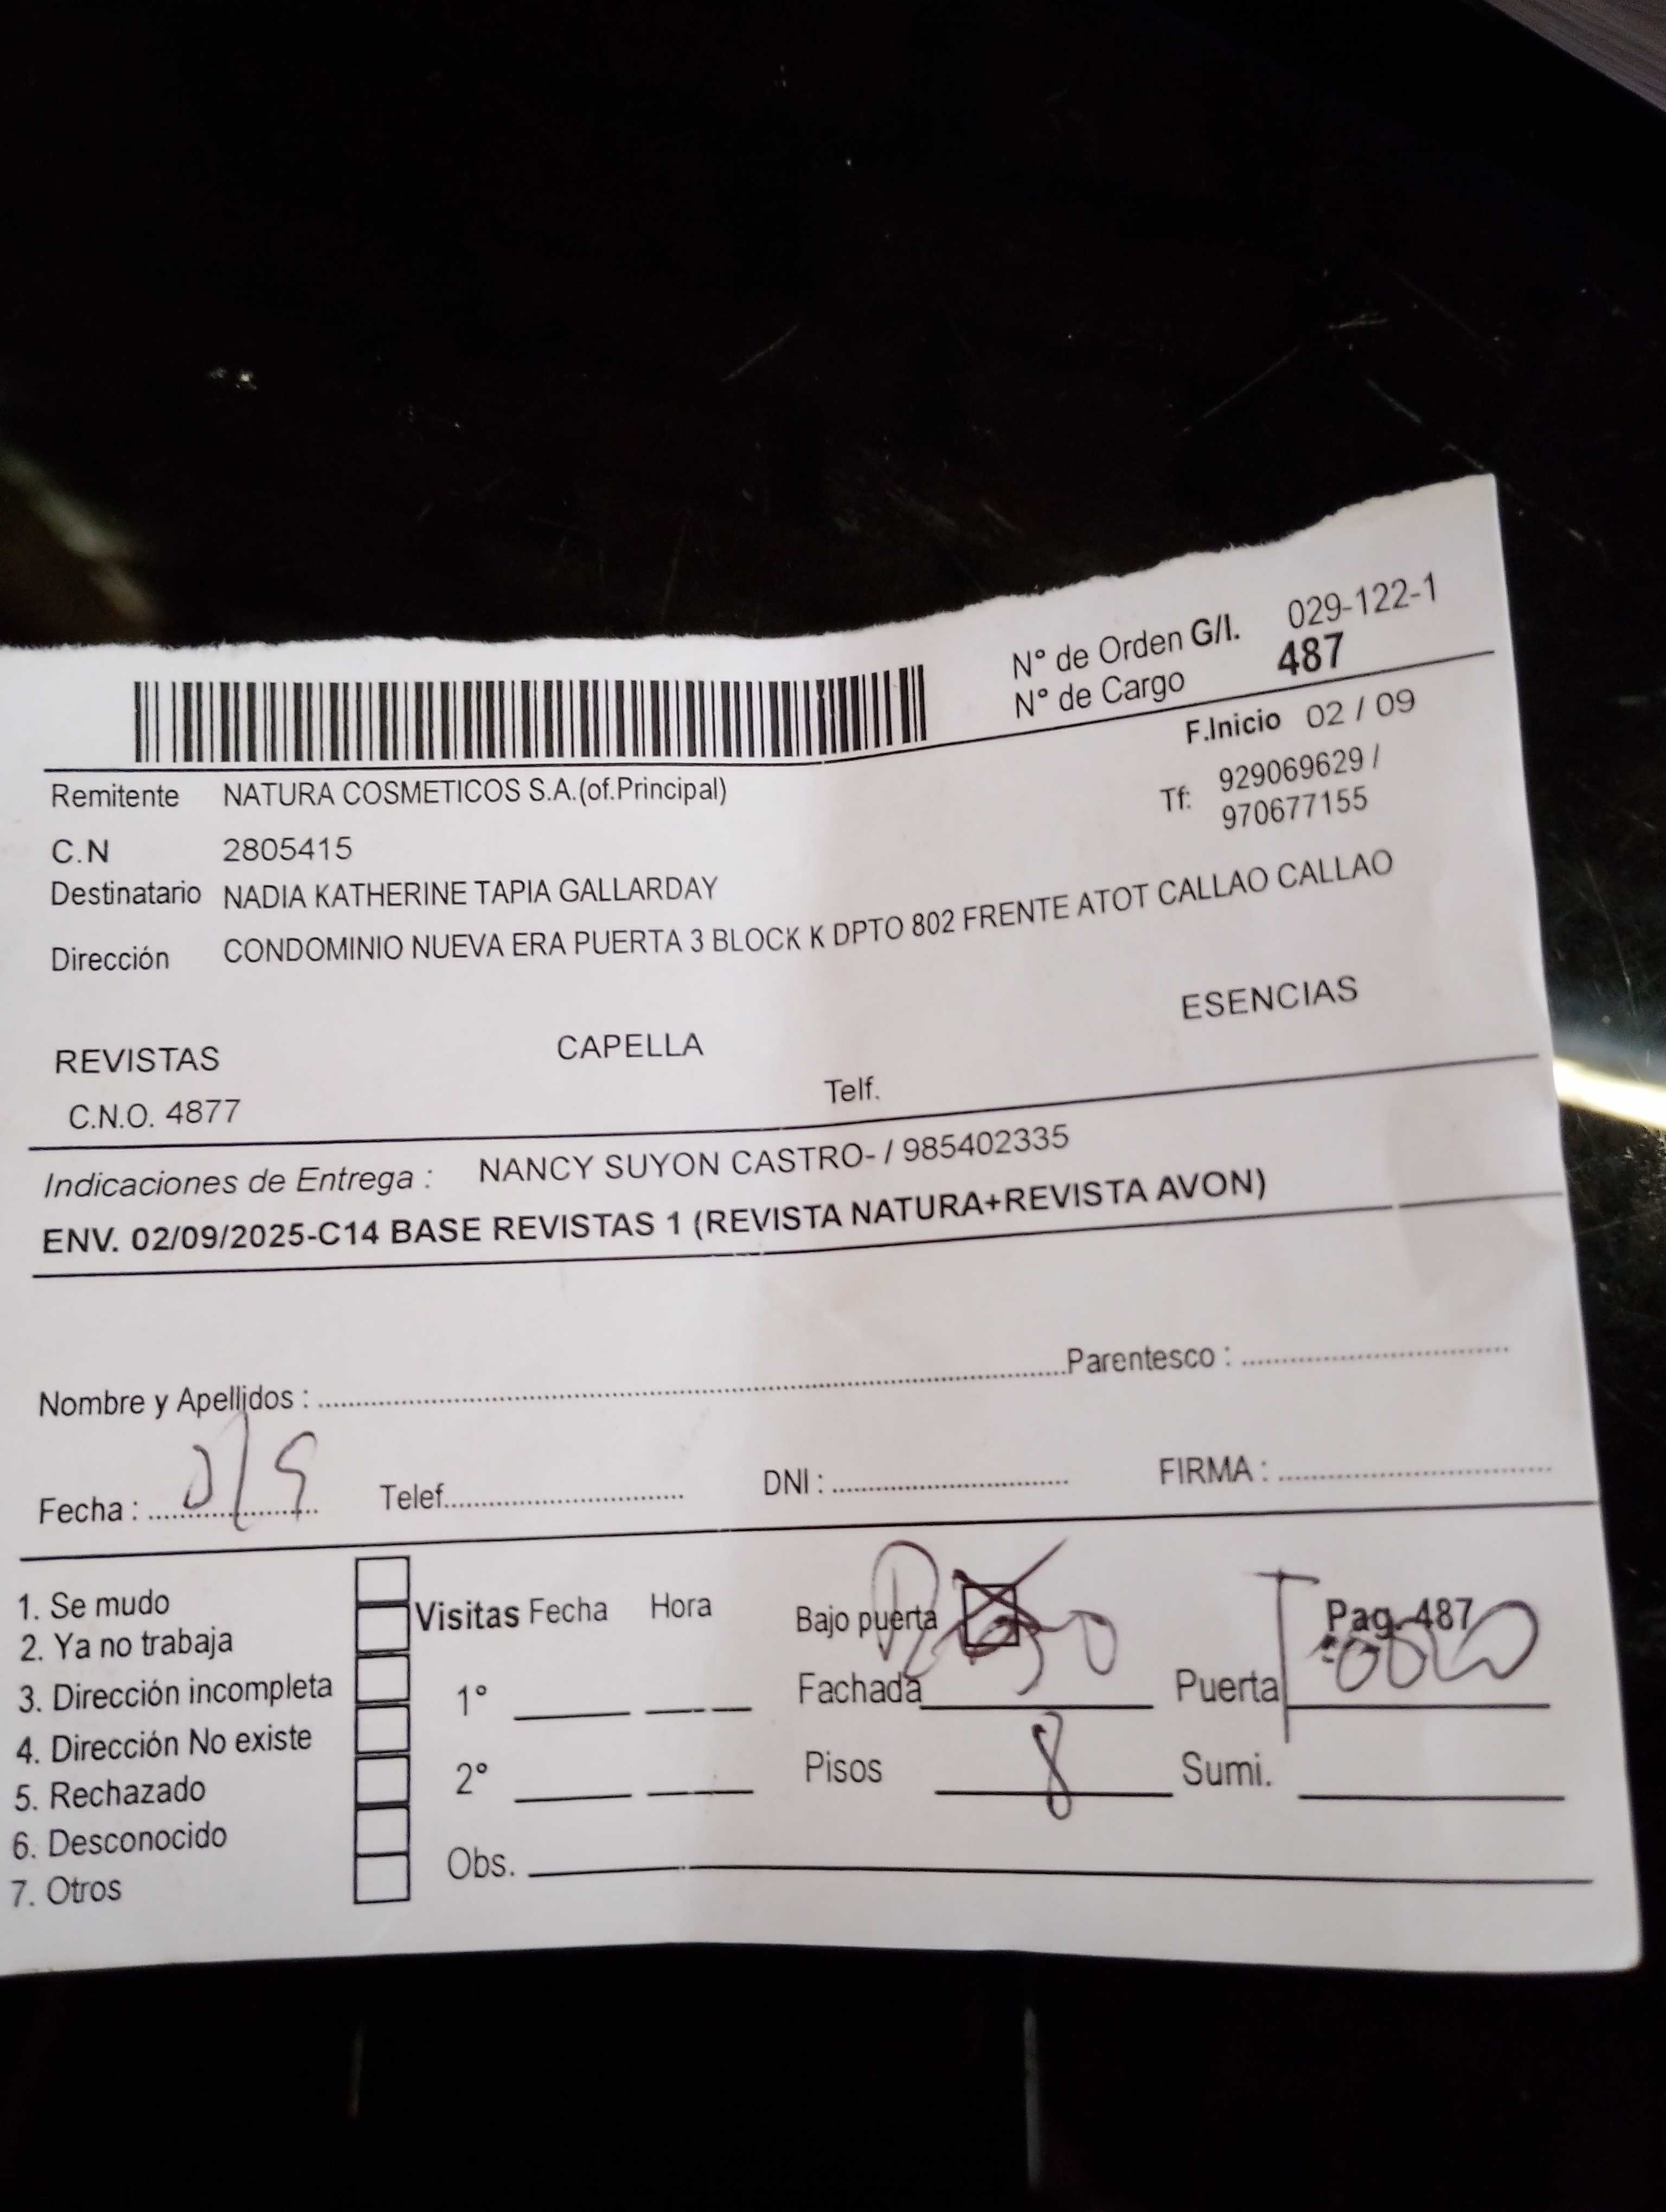 N° de Orden G/I. 029-122-1
N° de Cargo 487
F.Inicio 02 / 09
Remitente NATURA COSMETICOS S.A.(of.Principal)
Tf: 929069629 /
970677155
C.N 2805415
Destinatario NADIA KATHERINE TAPIA GALLARDAY
Dirección CONDOMINIO NUEVA ERA PUERTA 3 BLOCK K DPTO 802 FRENTE ATOT CALLAO CALLAO
REVISTAS CAPELLA ESENCIAS
C.N.O. 4877 Telf.
Indicaciones de Entrega : NANCY SUYON CASTRO- / 985402335
ENV. 02/09/2025-C14 BASE REVISTAS 1 (REVISTA NATURA+REVISTA AVON)
Nombre y Apellidos : Parentesco :
Fecha : Telef. DNI : FIRMA :
1. Se mudo
2. Ya no trabaja
3. Dirección incompleta
4. Dirección No existe
5. Rechazado
6. Desconocido
7. Otros
Visitas Fecha Hora
1°
2°
Obs.
Bajo puerta Pag. 487
Fachada Puerta
Pisos 8 Sumi.